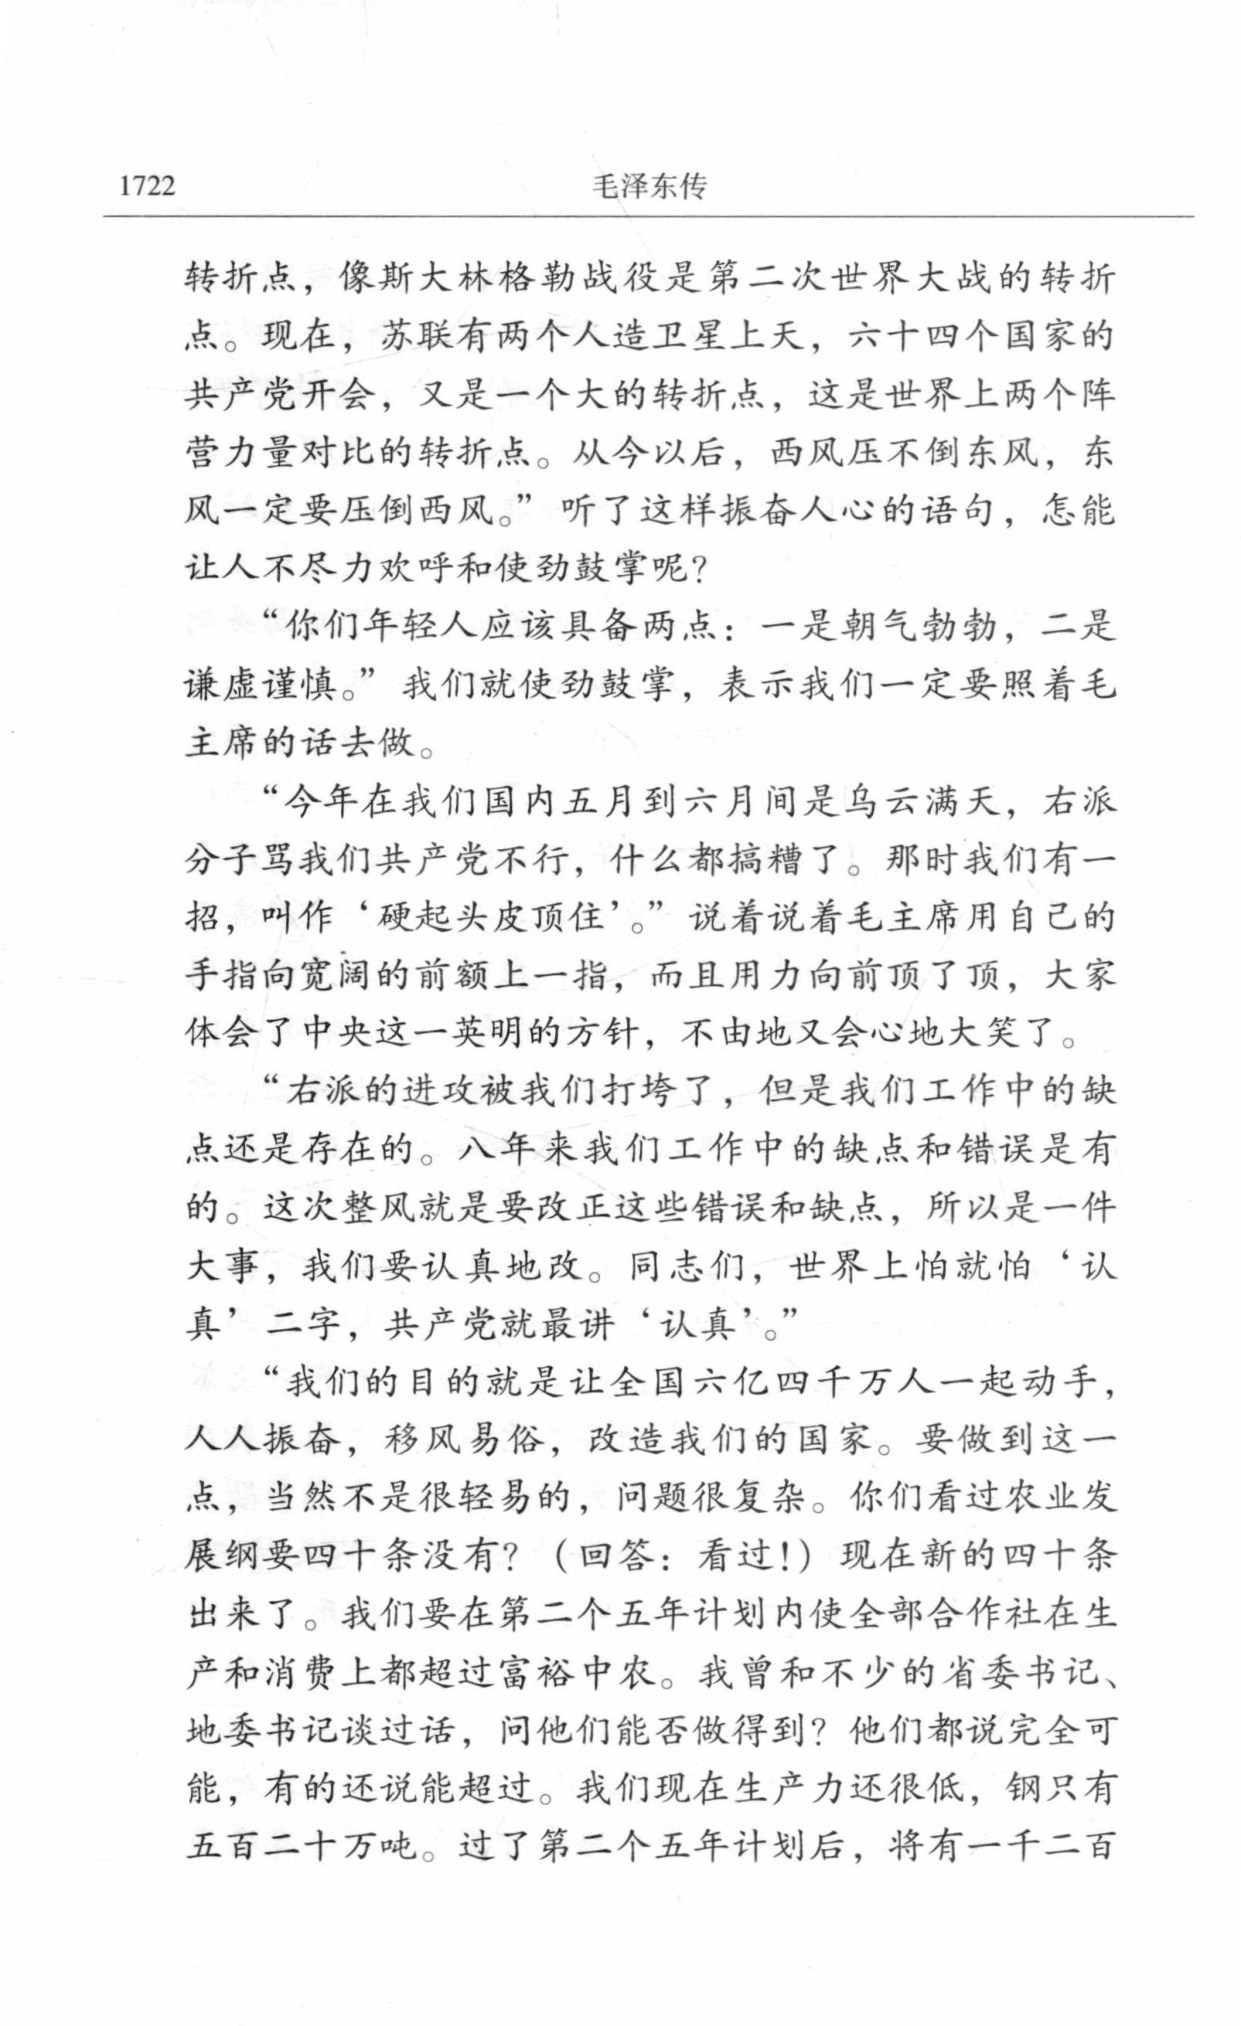 1722 毛泽东传
转折点，像斯大林格勒战役是第二次世界大战的转折
点。现在，苏联有两个人造卫星上天，六十四个国家的
共产党开会，又是一个大的转折点，这是世界上两个阵
营力量对比的转折点。从今以后，西风压不倒东风，东
风一定要压倒西风。”听了这样振奋人心的语句，怎能
让人不尽力欢呼和使劲鼓掌呢？
“你们年轻人应该具备两点：一是朝气勃勃，二是
谦虚谨慎。”我们就使劲鼓掌，表示我们一定要照着毛
主席的话去做。
“今年在我们国内五月到六月间是乌云满天，右派
分子骂我们共产党不行，什么都搞糟了。那时我们有一
招，叫作‘硬起头皮顶住’。”说着说着毛主席用自己的
手指向宽阔的前额上一指，而且用力向前顶了顶，大家
体会了中央这一英明的方针，不由地又会心地大笑了。
“右派的进攻被我们打垮了，但是我们工作中的缺
点还是存在的。八年来我们工作中的缺点和错误是有
的。这次整风就是要改正这些错误和缺点，所以是一件
大事，我们要认真地改。同志们，世界上怕就怕‘认
真’二字，共产党就最讲‘认真’。”
“我们的目的就是让全国六亿四千万人一起动手，
人人振奋，移风易俗，改造我们的国家。要做到这一
点，当然不是很轻易的，问题很复杂。你们看过农业发
展纲要四十条没有？（回答：看过！）现在新的四十条
出来了。我们要在第二个五年计划内使全部合作社在生
产和消费上都超过富裕中农。我曾和不少的省委书记、
地委书记谈过话，问他们能否做得到？他们都说完全可
能，有的还说能超过。我们现在生产力还很低，钢只有
五百二十万吨。过了第二个五年计划后，将有一千二百